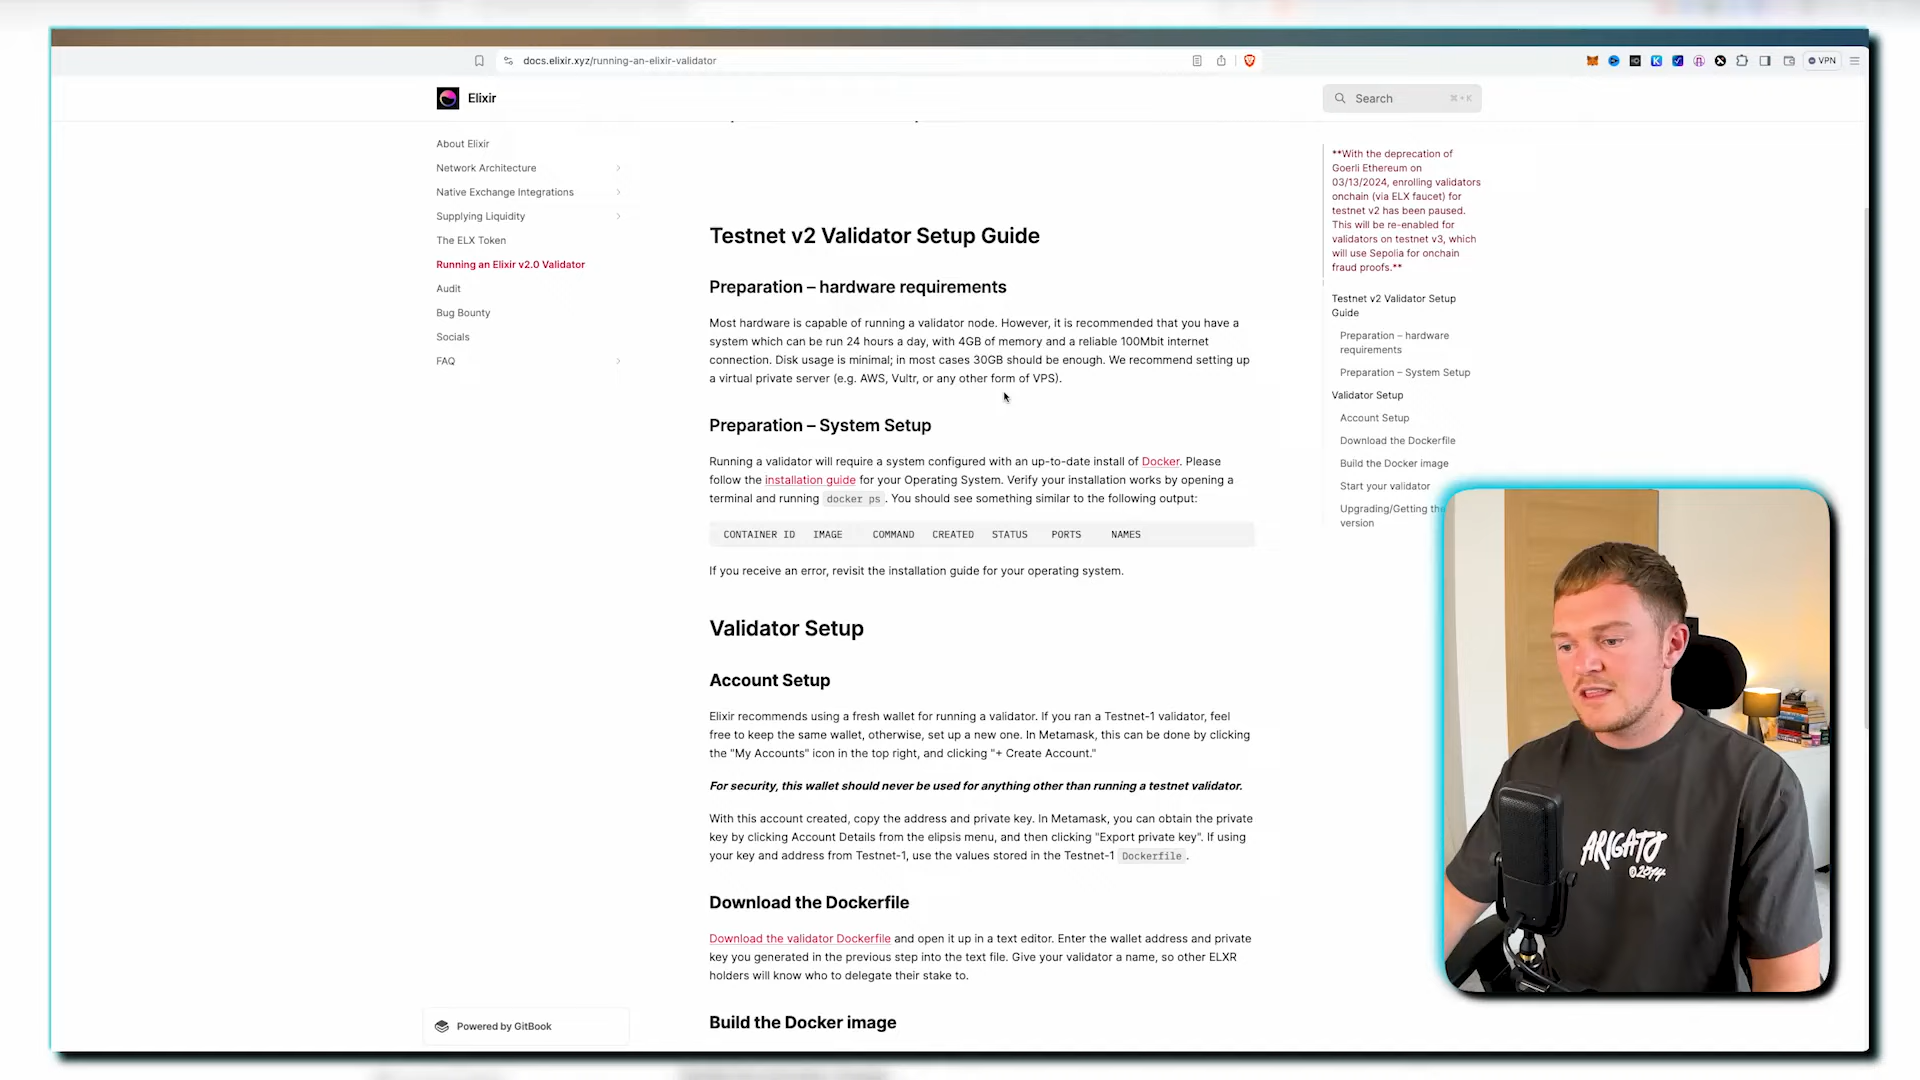 docs.elixir.xyz/running-an-elixir-validator
VPN
Elixir
Search
⌘ + K
About Elixir
Network Architecture
Native Exchange Integrations
Supplying Liquidity
The ELX Token
Running an Elixir v2.0 Validator
Audit
Bug Bounty
Socials
FAQ
Powered by GitBook
Testnet v2 Validator Setup Guide
Preparation – hardware requirements
Most hardware is capable of running a validator node. However, it is recommended that you have a
system which can be run 24 hours a day, with 4GB of memory and a reliable 100Mbit internet
connection. Disk usage is minimal; in most cases 30GB should be enough. We recommend setting up
a virtual private server (e.g. AWS, Vultr, or any other form of VPS).
Preparation – System Setup
Running a validator will require a system configured with an up-to-date install of Docker. Please
follow the installation guide for your Operating System. Verify your installation works by opening a
terminal and running docker ps. You should see something similar to the following output:
CONTAINER ID IMAGE COMMAND CREATED STATUS PORTS NAMES
If you receive an error, revisit the installation guide for your operating system.
Validator Setup
Account Setup
Elixir recommends using a fresh wallet for running a validator. If you ran a Testnet-1 validator, feel
free to keep the same wallet, otherwise, set up a new one. In Metamask, this can be done by clicking
the "My Accounts" icon in the top right, and clicking "+ Create Account."
For security, this wallet should never be used for anything other than running a testnet validator.
With this account created, copy the address and private key. In Metamask, you can obtain the private
key by clicking Account Details from the elipsis menu, and then clicking "Export private key". If using
your key and address from Testnet-1, use the values stored in the Testnet-1 Dockerfile.
Download the Dockerfile
Download the validator Dockerfile and open it up in a text editor. Enter the wallet address and private
key you generated in the previous step into the text file. Give your validator a name, so other ELXR
holders will know who to delegate their stake to.
Build the Docker image
**With the deprecation of
Goerli Ethereum on
03/13/2024, enrolling validators
onchain (via ELX faucet) for
testnet v2 has been paused.
This will be re-enabled for
validators on testnet v3, which
will use Sepolia for onchain
fraud proofs.**
Testnet v2 Validator Setup
Guide
Preparation – hardware
requirements
Preparation – System Setup
Validator Setup
Account Setup
Download the Dockerfile
Build the Docker image
Start your validator
Upgrading/Getting
version
ARIGATO
©2014